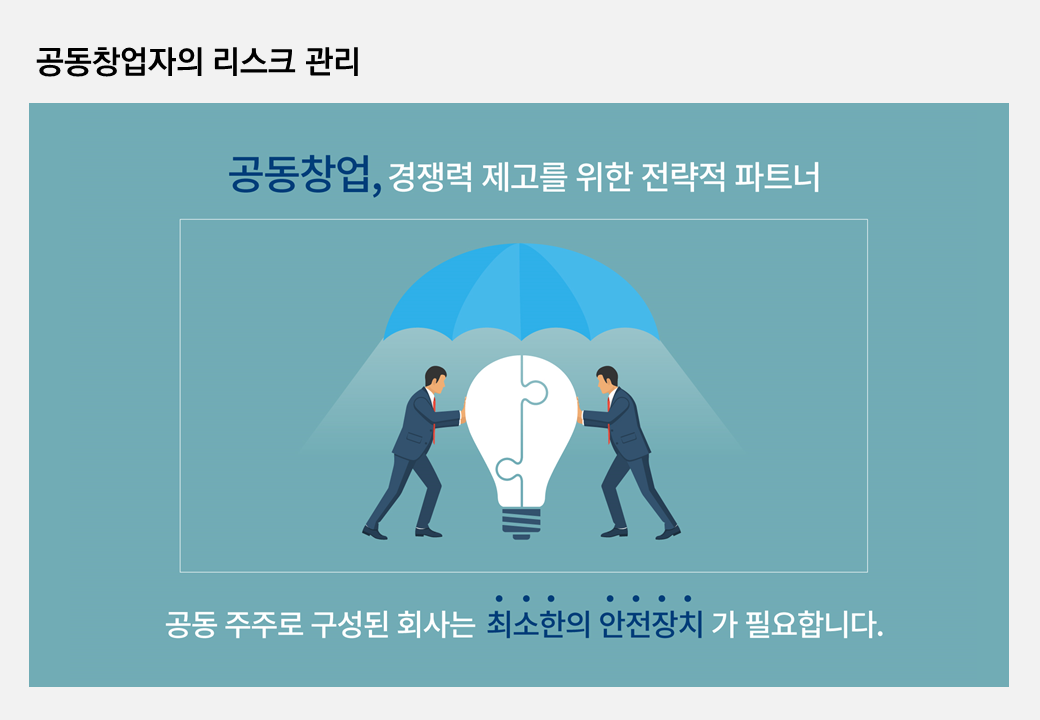 공동창업자의 리스크 관리
공동창업, 경쟁력 제고를 위한 전략적 파트너
공동 주주로 구성된 회사는 최소한의 안전장치 가 필요합니다.